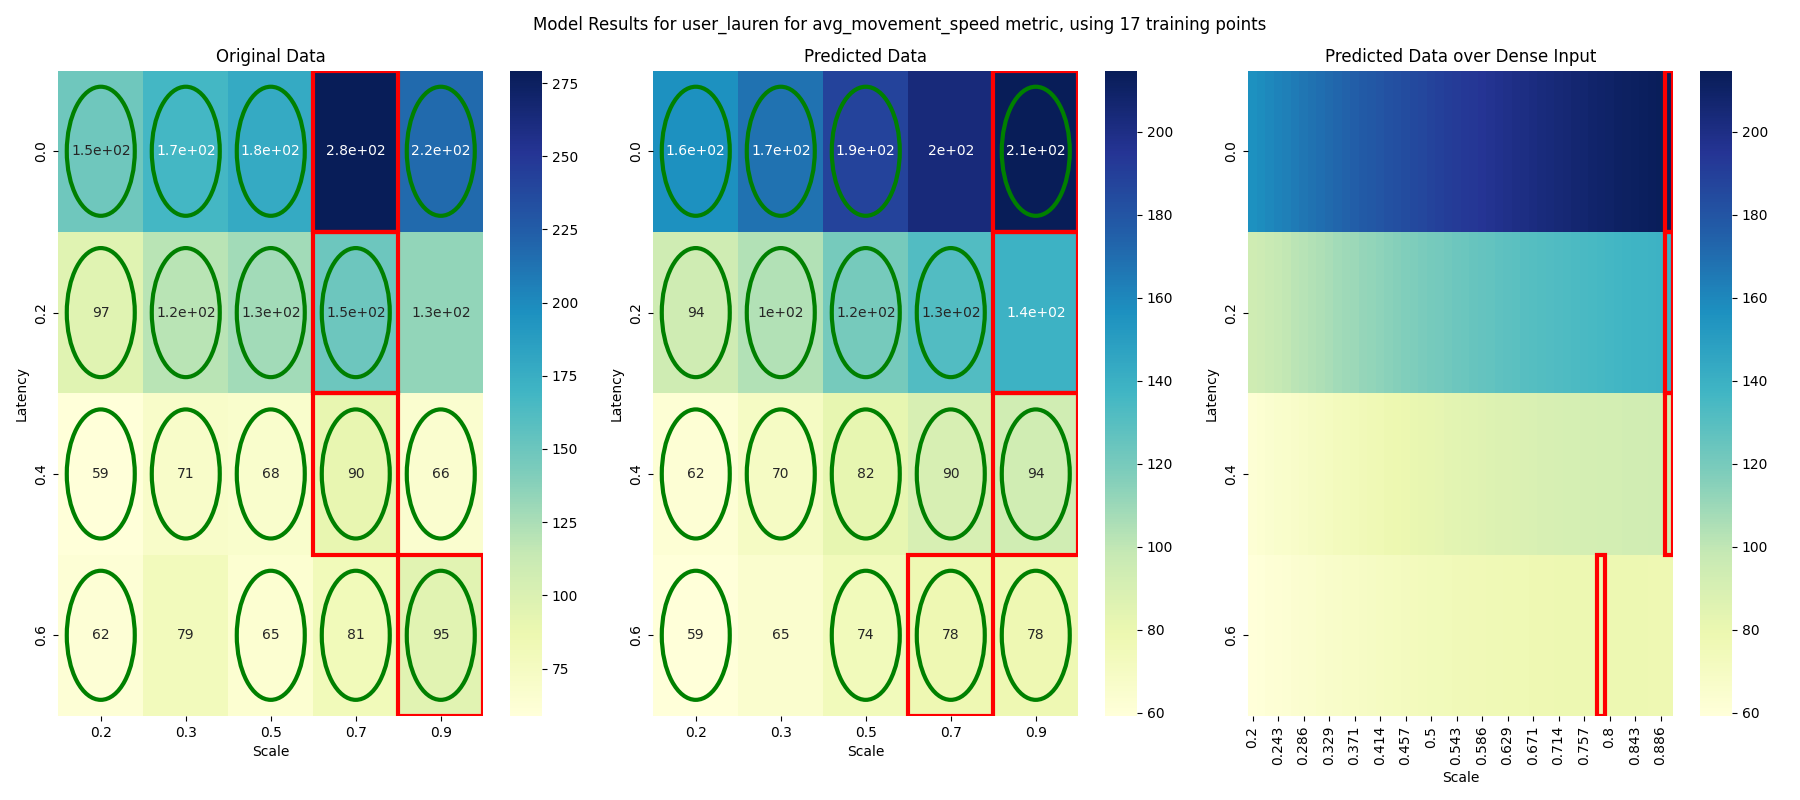 Model Results for user_lauren for avg_movement_speed metric, using 17 training points
Original Data
Latency
0.0 1.5e+02 1.7e+02 1.8e+02 2.8e+02 2.2e+02
0.2 97 1.2e+02 1.3e+02 1.5e+02 1.3e+02
0.4 59 71 68 90 66
0.6 62 79 65 81 95
0.2 0.3 0.5 0.7 0.9
Scale
275
250
225
200
175
150
125
100
75
Predicted Data
Latency
0.0 1.6e+02 1.7e+02 1.9e+02 2e+02 2.1e+02
0.2 94 1e+02 1.2e+02 1.3e+02 1.4e+02
0.4 62 70 82 90 94
0.6 59 65 74 78 78
0.2 0.3 0.5 0.7 0.9
Scale
200
180
160
140
120
100
80
60
Predicted Data over Dense Input
Latency
0.0
0.2
0.4
0.6
0.2 0.243 0.286 0.329 0.371 0.414 0.457 0.5 0.543 0.586 0.629 0.671 0.714 0.757 0.8 0.843 0.886
Scale
200
180
160
140
120
100
80
60